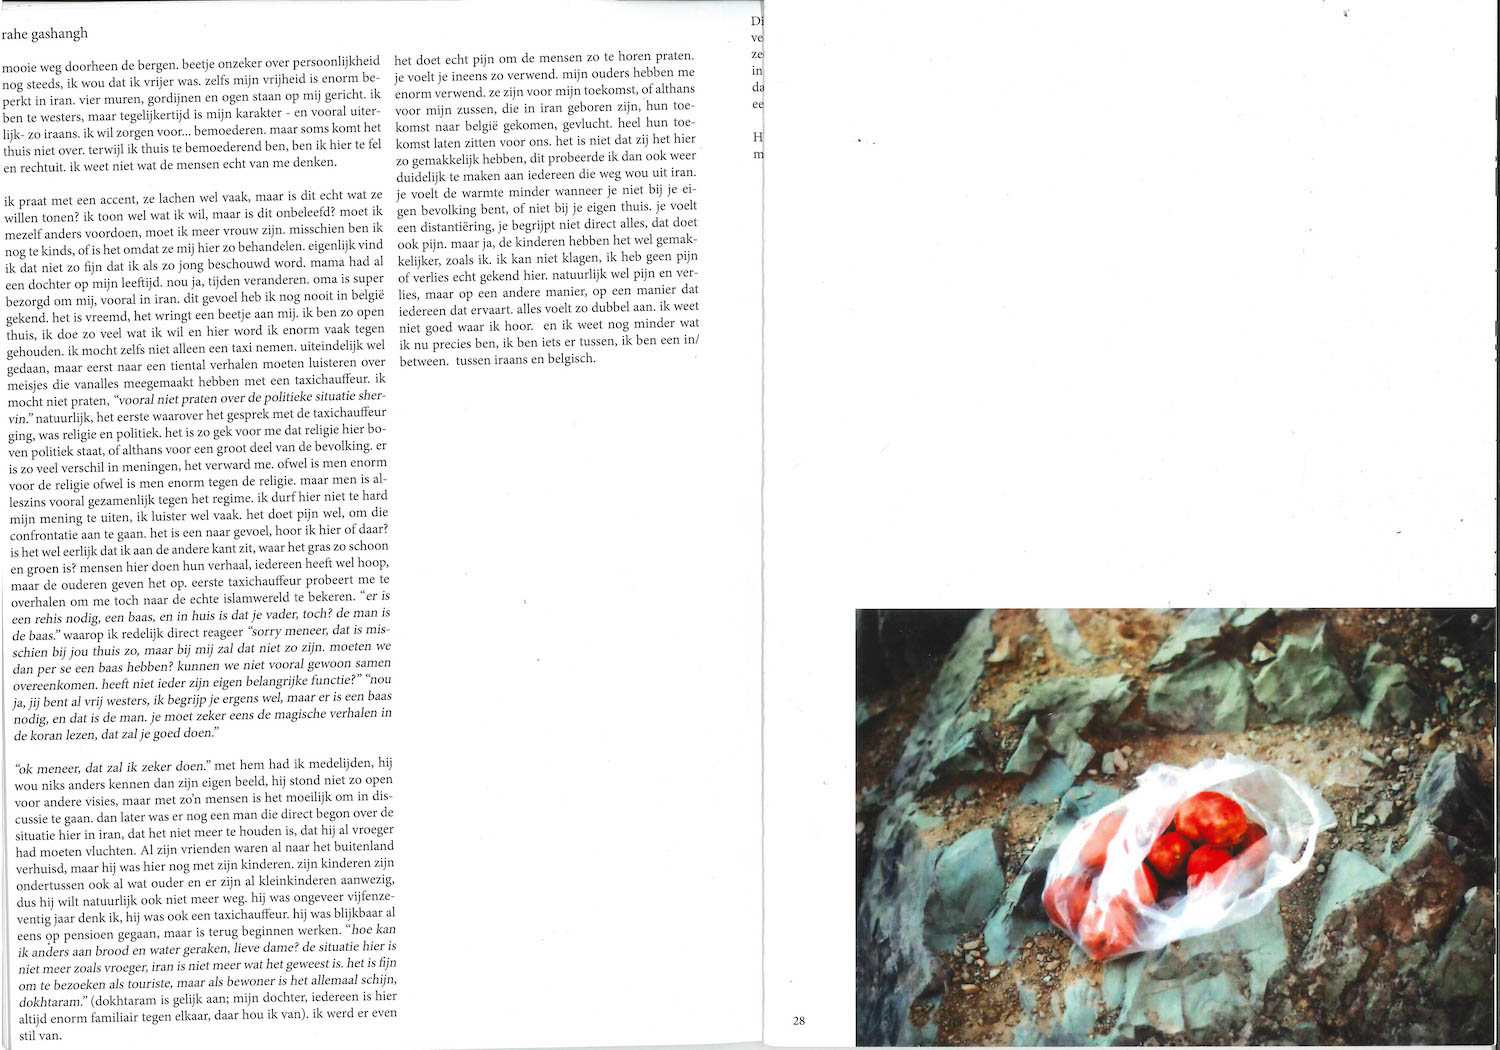 rahe gashangh
mooie weg doorheen de bergen. beetje onzeker over persoonlijkheid
nog steeds, ik wou dat ik vrijer was. zelfs mijn vrijheid is enorm be-
perkt in iran. vier muren, gordijnen en ogen staan op mij gericht. ik
ben te westers, maar tegelijkertijd is mijn karakter - en vooral uiter-
lijk- zo iraans. ik wil zorgen voor... bemoederen. maar soms komt het
thuis niet over. terwijl ik thuis te bemoederend ben, ben ik hier te fel
en rechtuit. ik weet niet wat de mensen echt van me denken.
ik praat met een accent, ze lachen wel vaak, maar is dit echt wat ze
willen tonen? ik toon wel wat ik wil, maar is dit onbeleefd? moet ik
mezelf anders voordoen, moet ik meer vrouw zijn. misschien ben ik
nog te kinds, of is het omdat ze mij hier zo behandelen. eigenlijk vind
ik dat niet zo fijn dat ik als zo jong beschouwd word. mama had al
een dochter op mijn leeftijd. nou ja, tijden veranderen. oma is super
bezorgd om mij, vooral in iran. dit gevoel heb ik nog nooit in belgië
gekend. het is vreemd, het wringt een beetje aan mij. ik ben zo open
thuis, ik doe zo veel wat ik wil en hier word ik enorm vaak tegen
gehouden. ik mocht zelfs niet alleen een taxi nemen. uiteindelijk wel
gedaan, maar eerst naar een tiental verhalen moeten luisteren over
meisjes die vanalles meegemaakt hebben met een taxichauffeur. ik
mocht niet praten, “vooral niet praten over de politieke situatie sher-
vin.” natuurlijk, het eerste waarover het gesprek met de taxichauffeur
ging, was religie en politiek. het is zo gek voor me dat religie hier bo-
ven politiek staat, of althans voor een groot deel van de bevolking. er
is zo veel verschil in meningen, het verward me. ofwel is men enorm
voor de religie ofwel is men enorm tegen de religie. maar men is al-
leszins vooral gezamenlijk tegen het regime. ik durf hier niet te hard
mijn mening te uiten, ik luister wel vaak. het doet pijn wel, om die
confrontatie aan te gaan. het is een naar gevoel, hoor ik hier of daar?
is het wel eerlijk dat ik aan de andere kant zit, waar het gras zo schoon
en groen is? mensen hier doen hun verhaal, iedereen heeft wel hoop,
maar de ouderen geven het op. eerste taxichauffeur probeert me te
overhalen om me toch naar de echte islamwereld te bekeren. “er is
een rehis nodig, een baas, en in huis is dat je vader, toch? de man is
de baas.” waarop ik redelijk direct reageer “sorry meneer, dat is mis-
schien bij jou thuis zo, maar bij mij zal dat niet zo zijn. moeten we
dan per se een baas hebben? kunnen we niet vooral gewoon samen
overeenkomen. heeft niet ieder zijn eigen belangrijke functie?” “nou
ja, jij bent al vrij westers, ik begrijp je ergens wel, maar er is een baas
nodig, en dat is de man. je moet zeker eens de magische verhalen in
de koran lezen, dat zal je goed doen.”
“ok meneer, dat zal ik zeker doen.” met hem had ik medelijden, hij
wou niks anders kennen dan zijn eigen beeld, hij stond niet zo open
voor andere visies, maar met zo'n mensen is het moeilijk om in dis-
cussie te gaan. dan later was er nog een man die direct begon over de
situatie hier in iran, dat het niet meer te houden is, dat hij al vroeger
had moeten vluchten. Al zijn vrienden waren al naar het buitenland
verhuisd, maar hij was hier nog met zijn kinderen. zijn kinderen zijn
ondertussen ook al wat ouder en er zijn al kleinkinderen aanwezig,
dus hij wilt natuurlijk ook niet meer weg. hij was ongeveer vijfenze-
ventig jaar denk ik, hij was ook een taxichauffeur. hij was blijkbaar al
eens op pensioen gegaan, maar is terug beginnen werken. “hoe kan
ik anders aan brood en water geraken, lieve dame? de situatie hier is
niet meer zoals vroeger, iran is niet meer wat het geweest is. het is fijn
om te bezoeken als touriste, maar als bewoner is het allemaal schijn,
dokhtaram.” (dokhtaram is gelijk aan; mijn dochter, iedereen is hier
altijd enorm familiair tegen elkaar, daar hou ik van). ik werd er even
stil van.
het doet echt pijn om de mensen zo te horen praten.
je voelt je ineens zo verwend. mijn ouders hebben me
enorm verwend. ze zijn voor mijn toekomst, of althans
voor mijn zussen, die in iran geboren zijn, hun toe-
komst naar belgië gekomen, gevlucht. heel hun toe-
komst laten zitten voor ons. het is niet dat zij het hier
zo gemakkelijk hebben, dit probeerde ik dan ook weer
duidelijk te maken aan iedereen die weg wou uit iran.
je voelt de warmte minder wanneer je niet bij je ei-
gen bevolking bent, of niet bij je eigen thuis. je voelt
een distantiëring, je begrijpt niet direct alles, dat doet
ook pijn. maar ja, de kinderen hebben het wel gemak-
kelijker, zoals ik. ik kan niet klagen, ik heb geen pijn
of verlies echt gekend hier. natuurlijk wel pijn en ver-
lies, maar op een andere manier, op een manier dat
iedereen dat ervaart. alles voelt zo dubbel aan. ik weet
niet goed waar ik hoor. en ik weet nog minder wat
ik nu precies ben, ik ben iets er tussen, ik ben een in/
between. tussen iraans en belgisch.
Di
ve
ze
in
da
ee
H
m
28